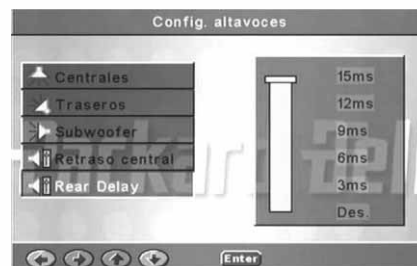 Config. altavoces
Centrales
Traseros
Subwoofer
Retraso central
Rear Delay
15ms
12ms
9ms
6ms
3ms
Des.
Enter